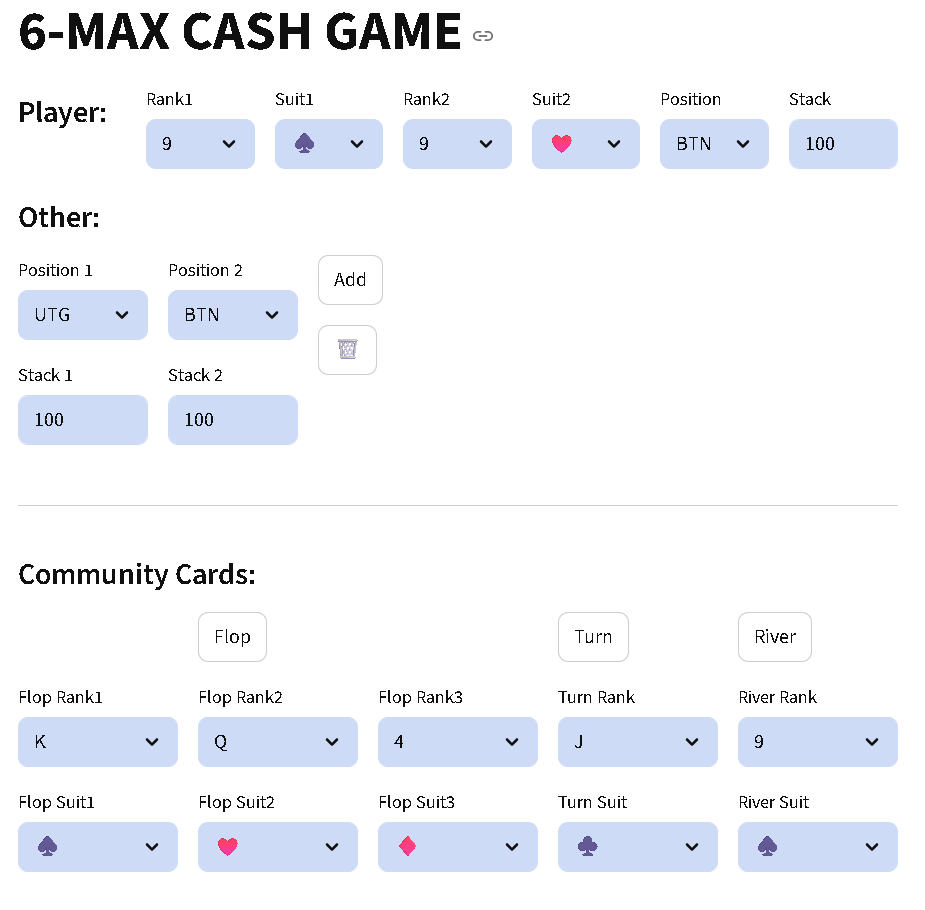 6-MAX CASH GAME
Player:
Rank1 Suit1 Rank2 Suit2 Position Stack
9 ♠ 9 ♥ BTN 100
Other:
Position 1 Position 2
Add
UTG BTN
Stack 1 Stack 2
100 100
Community Cards:
Flop Turn River
Flop Rank1 Flop Rank2 Flop Rank3 Turn Rank River Rank
K Q 4 J 9
Flop Suit1 Flop Suit2 Flop Suit3 Turn Suit River Suit
♠ ♥ ♦ ♣ ♠